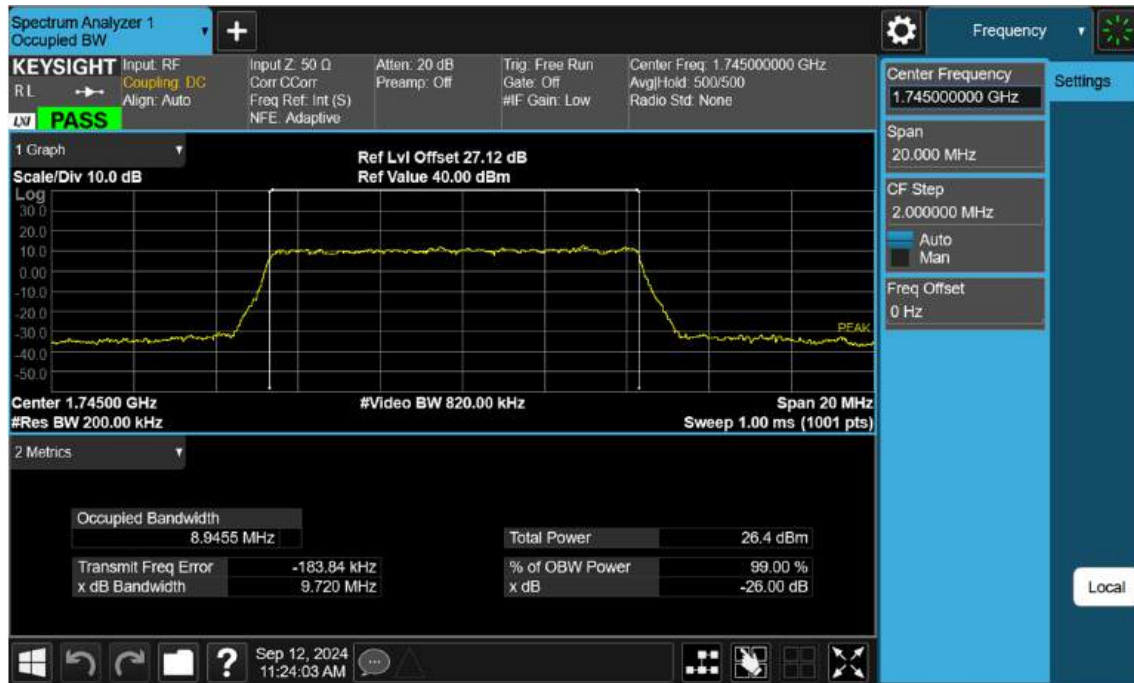 Spectrum Analyzer 1
Occupied BW
+
Frequency
KEYSIGHT
RL
LXI PASS
Input: RF
Coupling: DC
Align: Auto
Input Z: 50 Ω
Corr CCorr
Freq Ref: Int (S)
NFE: Adaptive
Atten: 20 dB
Preamp: Off
Trig: Free Run
Gate: Off
#IF Gain: Low
Center Freq: 1.745000000 GHz
Avg|Hold: 500/500
Radio Std: None
Center Frequency
1.745000000 GHz
Settings
Span
20.000 MHz
CF Step
2.000000 MHz
Auto
Man
Freq Offset
0 Hz
Local
1 Graph
Scale/Div 10.0 dB
Ref Lvl Offset 27.12 dB
Ref Value 40.00 dBm
Log
30.0
20.0
10.0
0.00
-10.0
-20.0
-30.0
-40.0
-50.0
PEAK
Center 1.74500 GHz
#Res BW 200.00 kHz
#Video BW 820.00 kHz
Span 20 MHz
Sweep 1.00 ms (1001 pts)
2 Metrics
Occupied Bandwidth
8.9455 MHz
Transmit Freq Error -183.84 kHz
x dB Bandwidth 9.720 MHz
Total Power 26.4 dBm
% of OBW Power 99.00 %
x dB -26.00 dB
?
Sep 12, 2024
11:24:03 AM